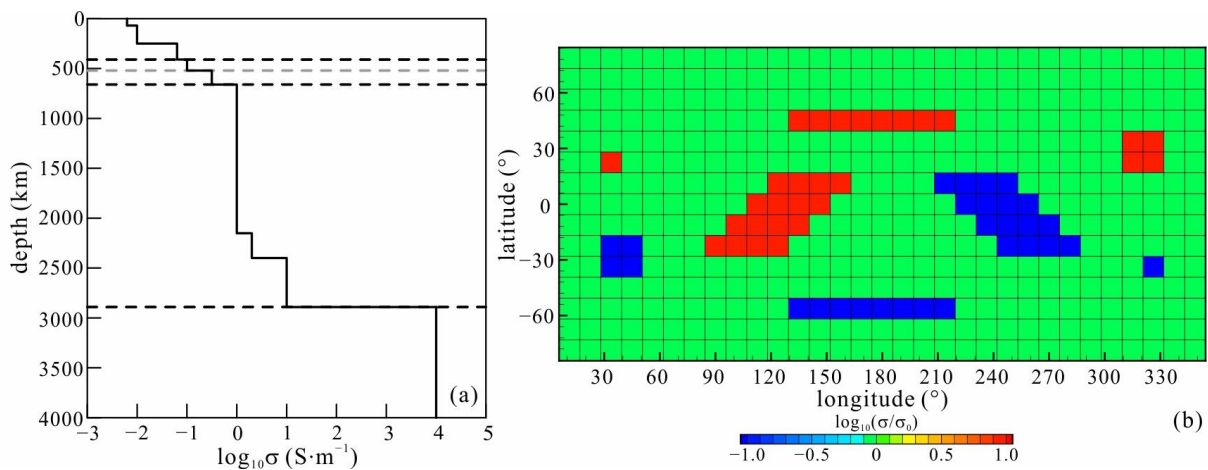 0
500
1000
1500
2000
2500
3000
3500
4000
depth (km)
−3 −2 −1 0 1 2 3 4 5
log₁₀σ (S·m⁻¹)
(a)
60
30
0
−30
−60
latitude (°)
30 60 90 120 150 180 210 240 270 300 330
longitude (°)
(b)
log₁₀(σ/σ₀)
−1.0 −0.5 0 0.5 1.0